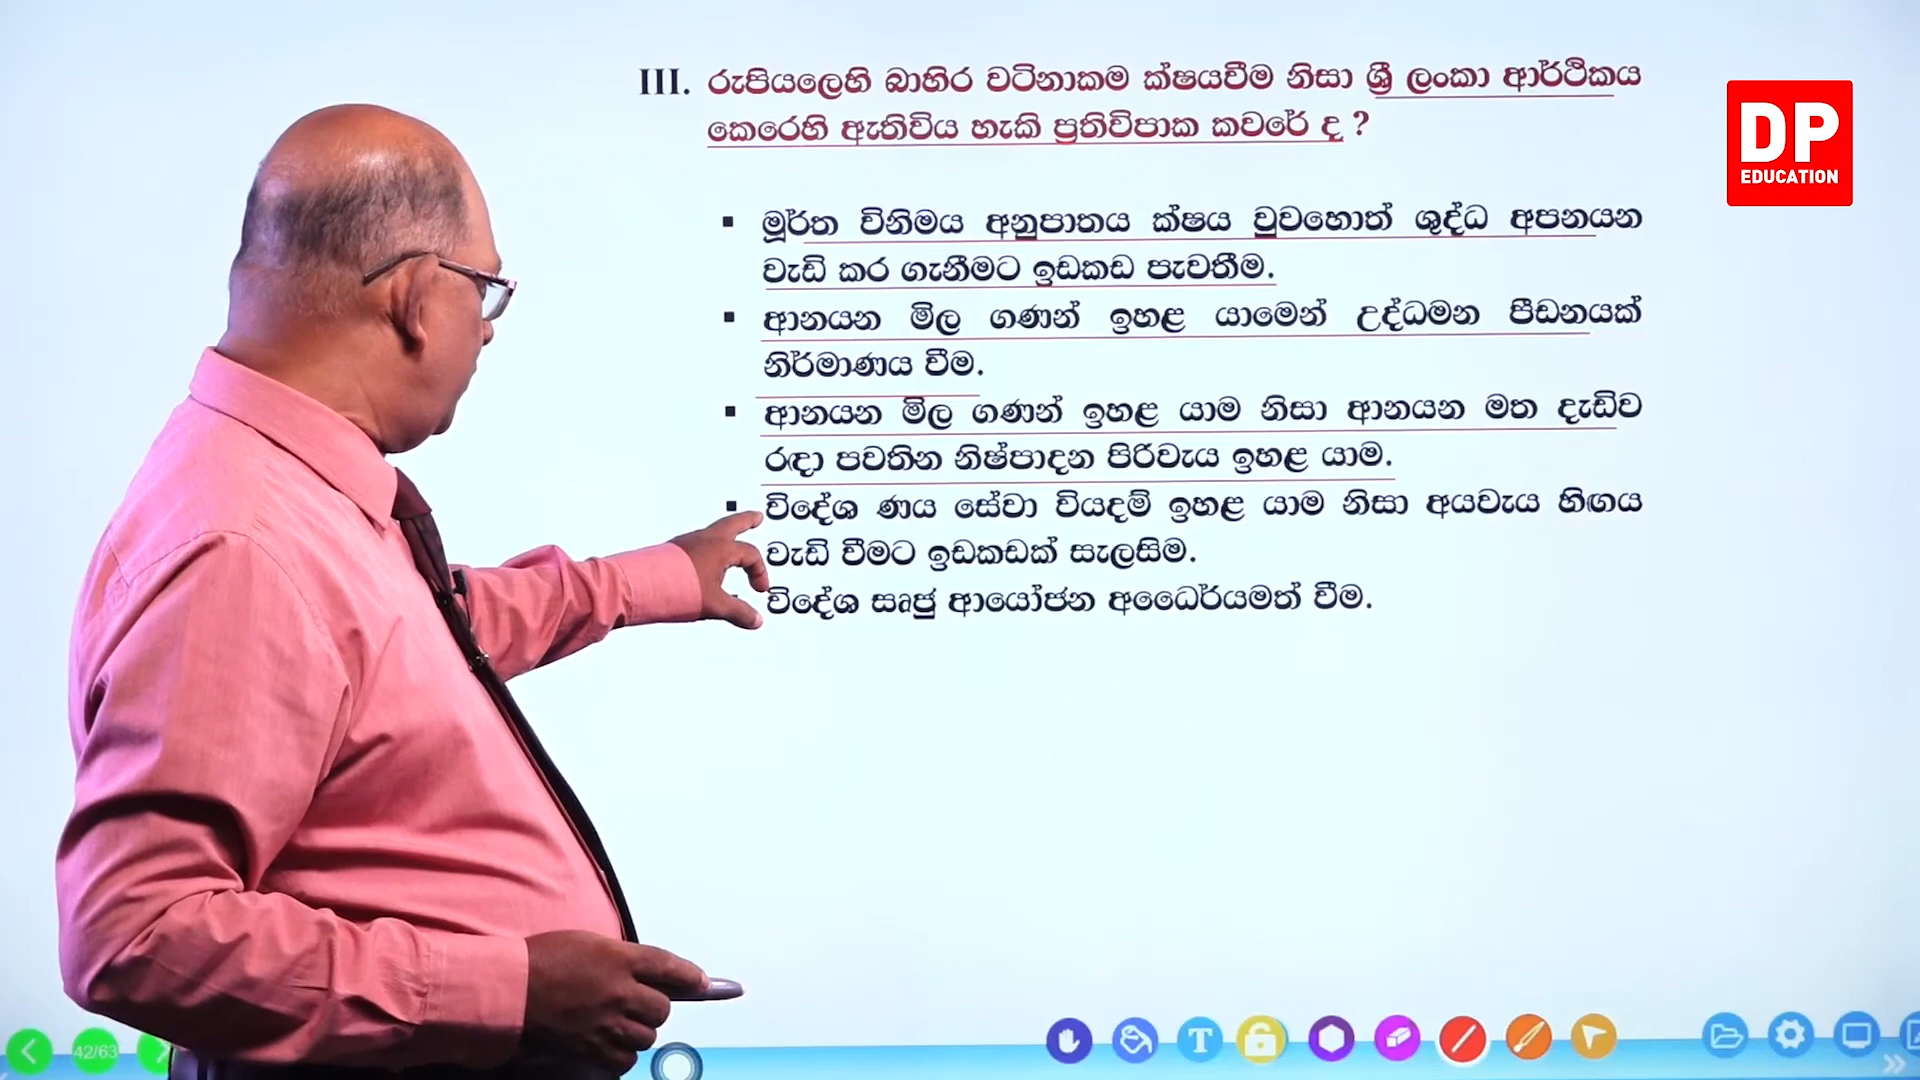 III. රුපියලෙහි බාහිර වටිනාකම ක්ෂයවීම නිසා ශ්‍රී ලංකා ආර්ථිකය
කෙරෙහි ඇතිවිය හැකි ප්‍රතිවිපාක කවරේ ද ?
DP
EDUCATION
▪ මූර්ත විනිමය අනුපාතය ක්ෂය වුවහොත් ශුද්ධ අපනයන
වැඩි කර ගැනීමට ඉඩකඩ පැවතීම.
▪ ආනයන මිල ගණන් ඉහළ යාමෙන් උද්ධමන පීඩනයක්
නිර්මාණය වීම.
▪ ආනයන මිල ගණන් ඉහළ යාම නිසා ආනයන මත දැඩිව
රඳා පවතින නිෂ්පාදන පිරිවැය ඉහළ යාම.
▪ විදේශ ණය සේවා වියදම් ඉහළ යාම නිසා අයවැය හිඟය
වැඩි වීමට ඉඩකඩක් සැලසිම.
▪ විදේශ සෘජු ආයෝජන අධෛර්යමත් වීම.
42/63
T